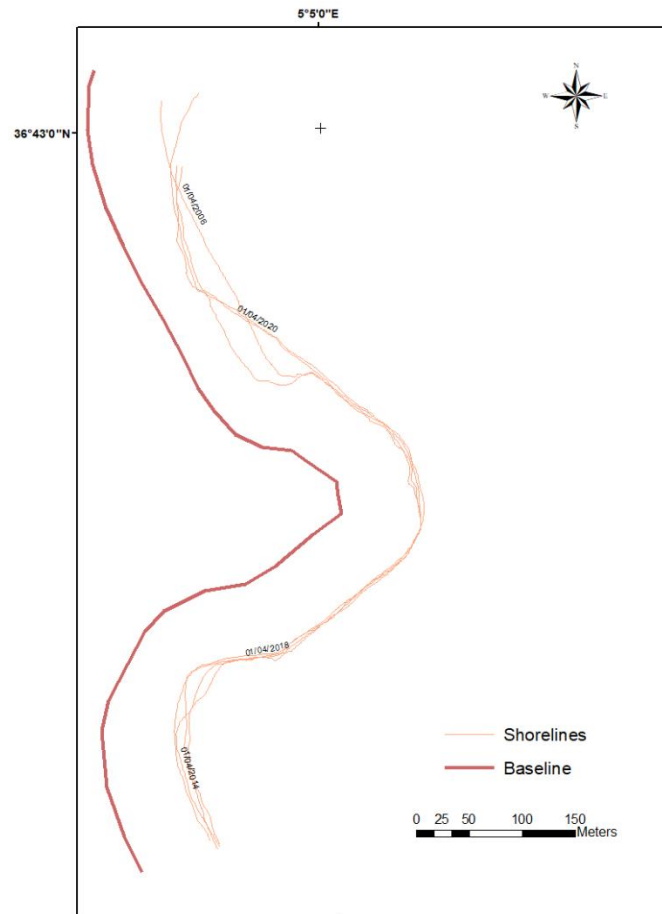 5°5'0"E
N
W E
S
36°43'0"N
01/04/2006
01/04/2020
01/04/2018
01/04/2014
Shorelines
Baseline
0 25 50 100 150
Meters